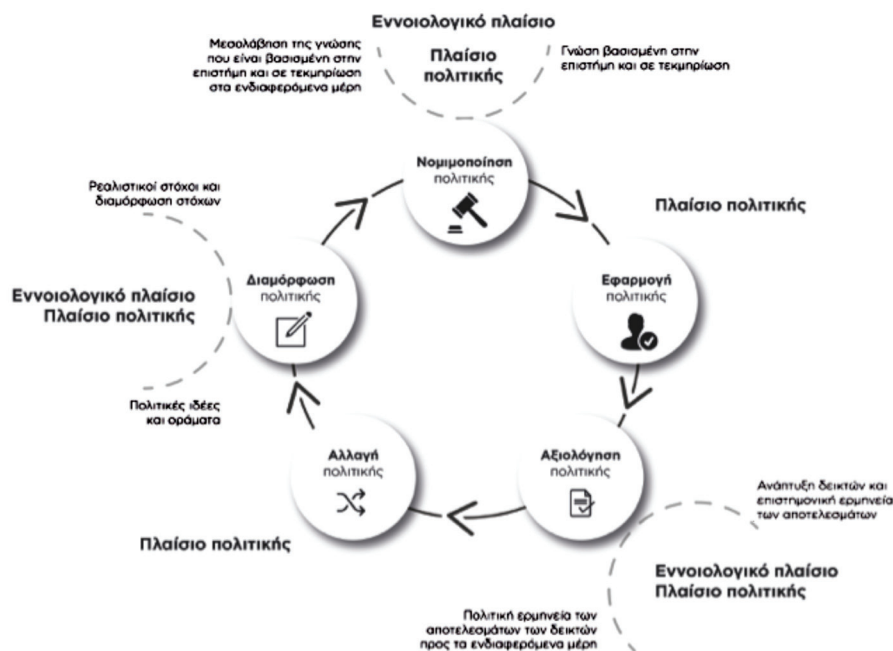 Εννοιολογικό πλαίσιο
Πλαίσιο
πολιτικής
Μεσολάβηση της γνώσης
που είναι βασισμένη στην
επιστήμη και σε τεκμηρίωση
στα ενδιαφερόμενα μέρη
Γνώση βασισμένη στην
επιστήμη και σε τεκμηρίωση
Νομιμοποίηση
πολιτικής
Πλαίσιο πολιτικής
Εφαρμογή
πολιτικής
Αξιολόγηση
πολιτικής
Ανάπτυξη δεικτών και
επιστημονική ερμηνεία
των αποτελεσμάτων
Εννοιολογικό πλαίσιο
Πλαίσιο πολιτικής
Πολιτική ερμηνεία των
αποτελεσμάτων των δεικτών
προς τα ενδιαφερόμενα μέρη
Αλλαγή
πολιτικής
Πλαίσιο πολιτικής
Διαμόρφωση
πολιτικής
Ρεαλιστικοί στόχοι και
διαμόρφωση στόχων
Εννοιολογικό πλαίσιο
Πλαίσιο πολιτικής
Πολιτικές ιδέες
και οράματα